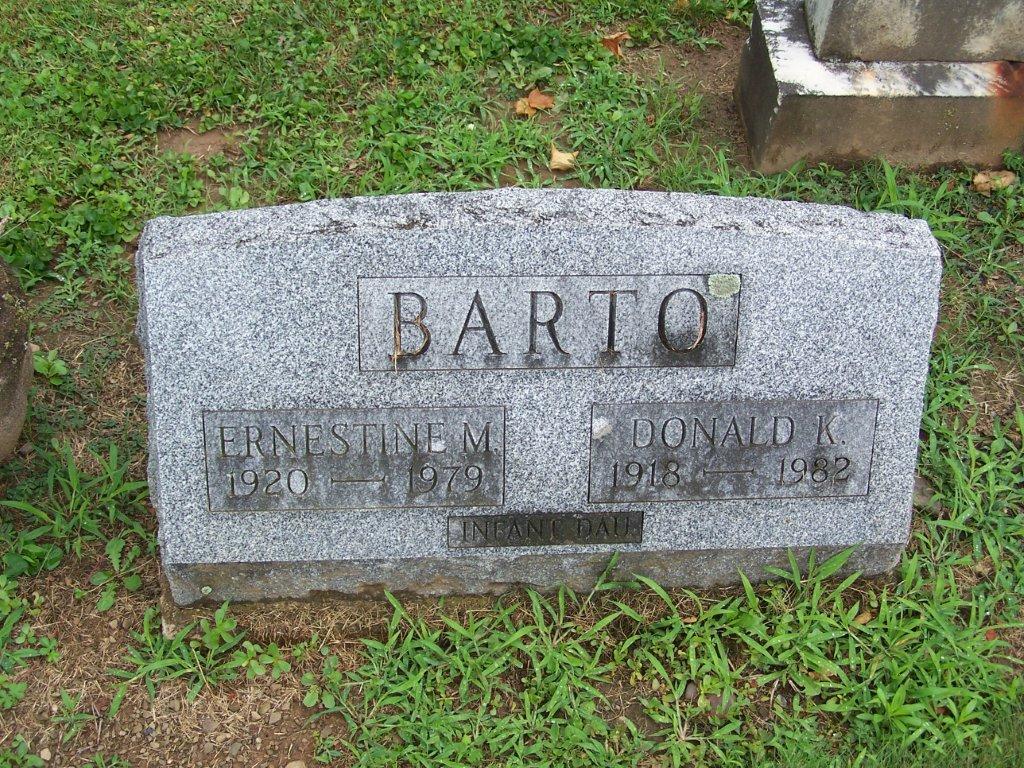 BARTO
ERNESTINE M.
1920 — 1979
DONALD K.
1918 — 1982
INFANT DAU.